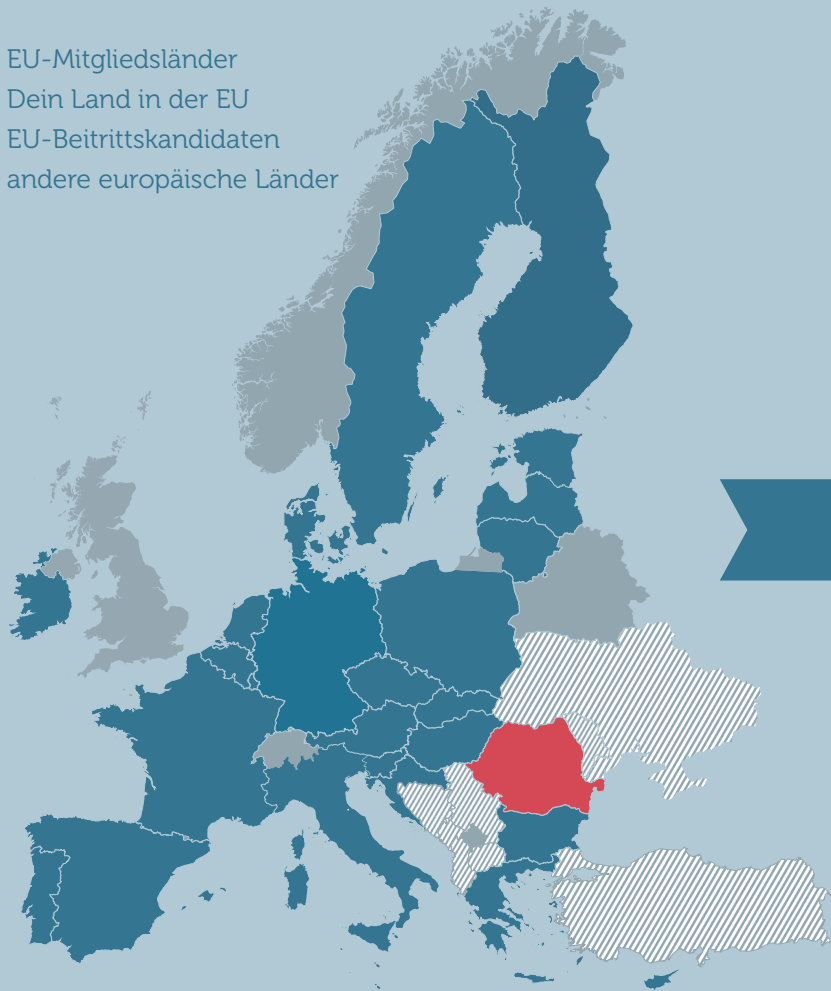 EU-Mitgliedsländer
Dein Land in der EU
EU-Beitrittskandidaten
andere europäische Länder